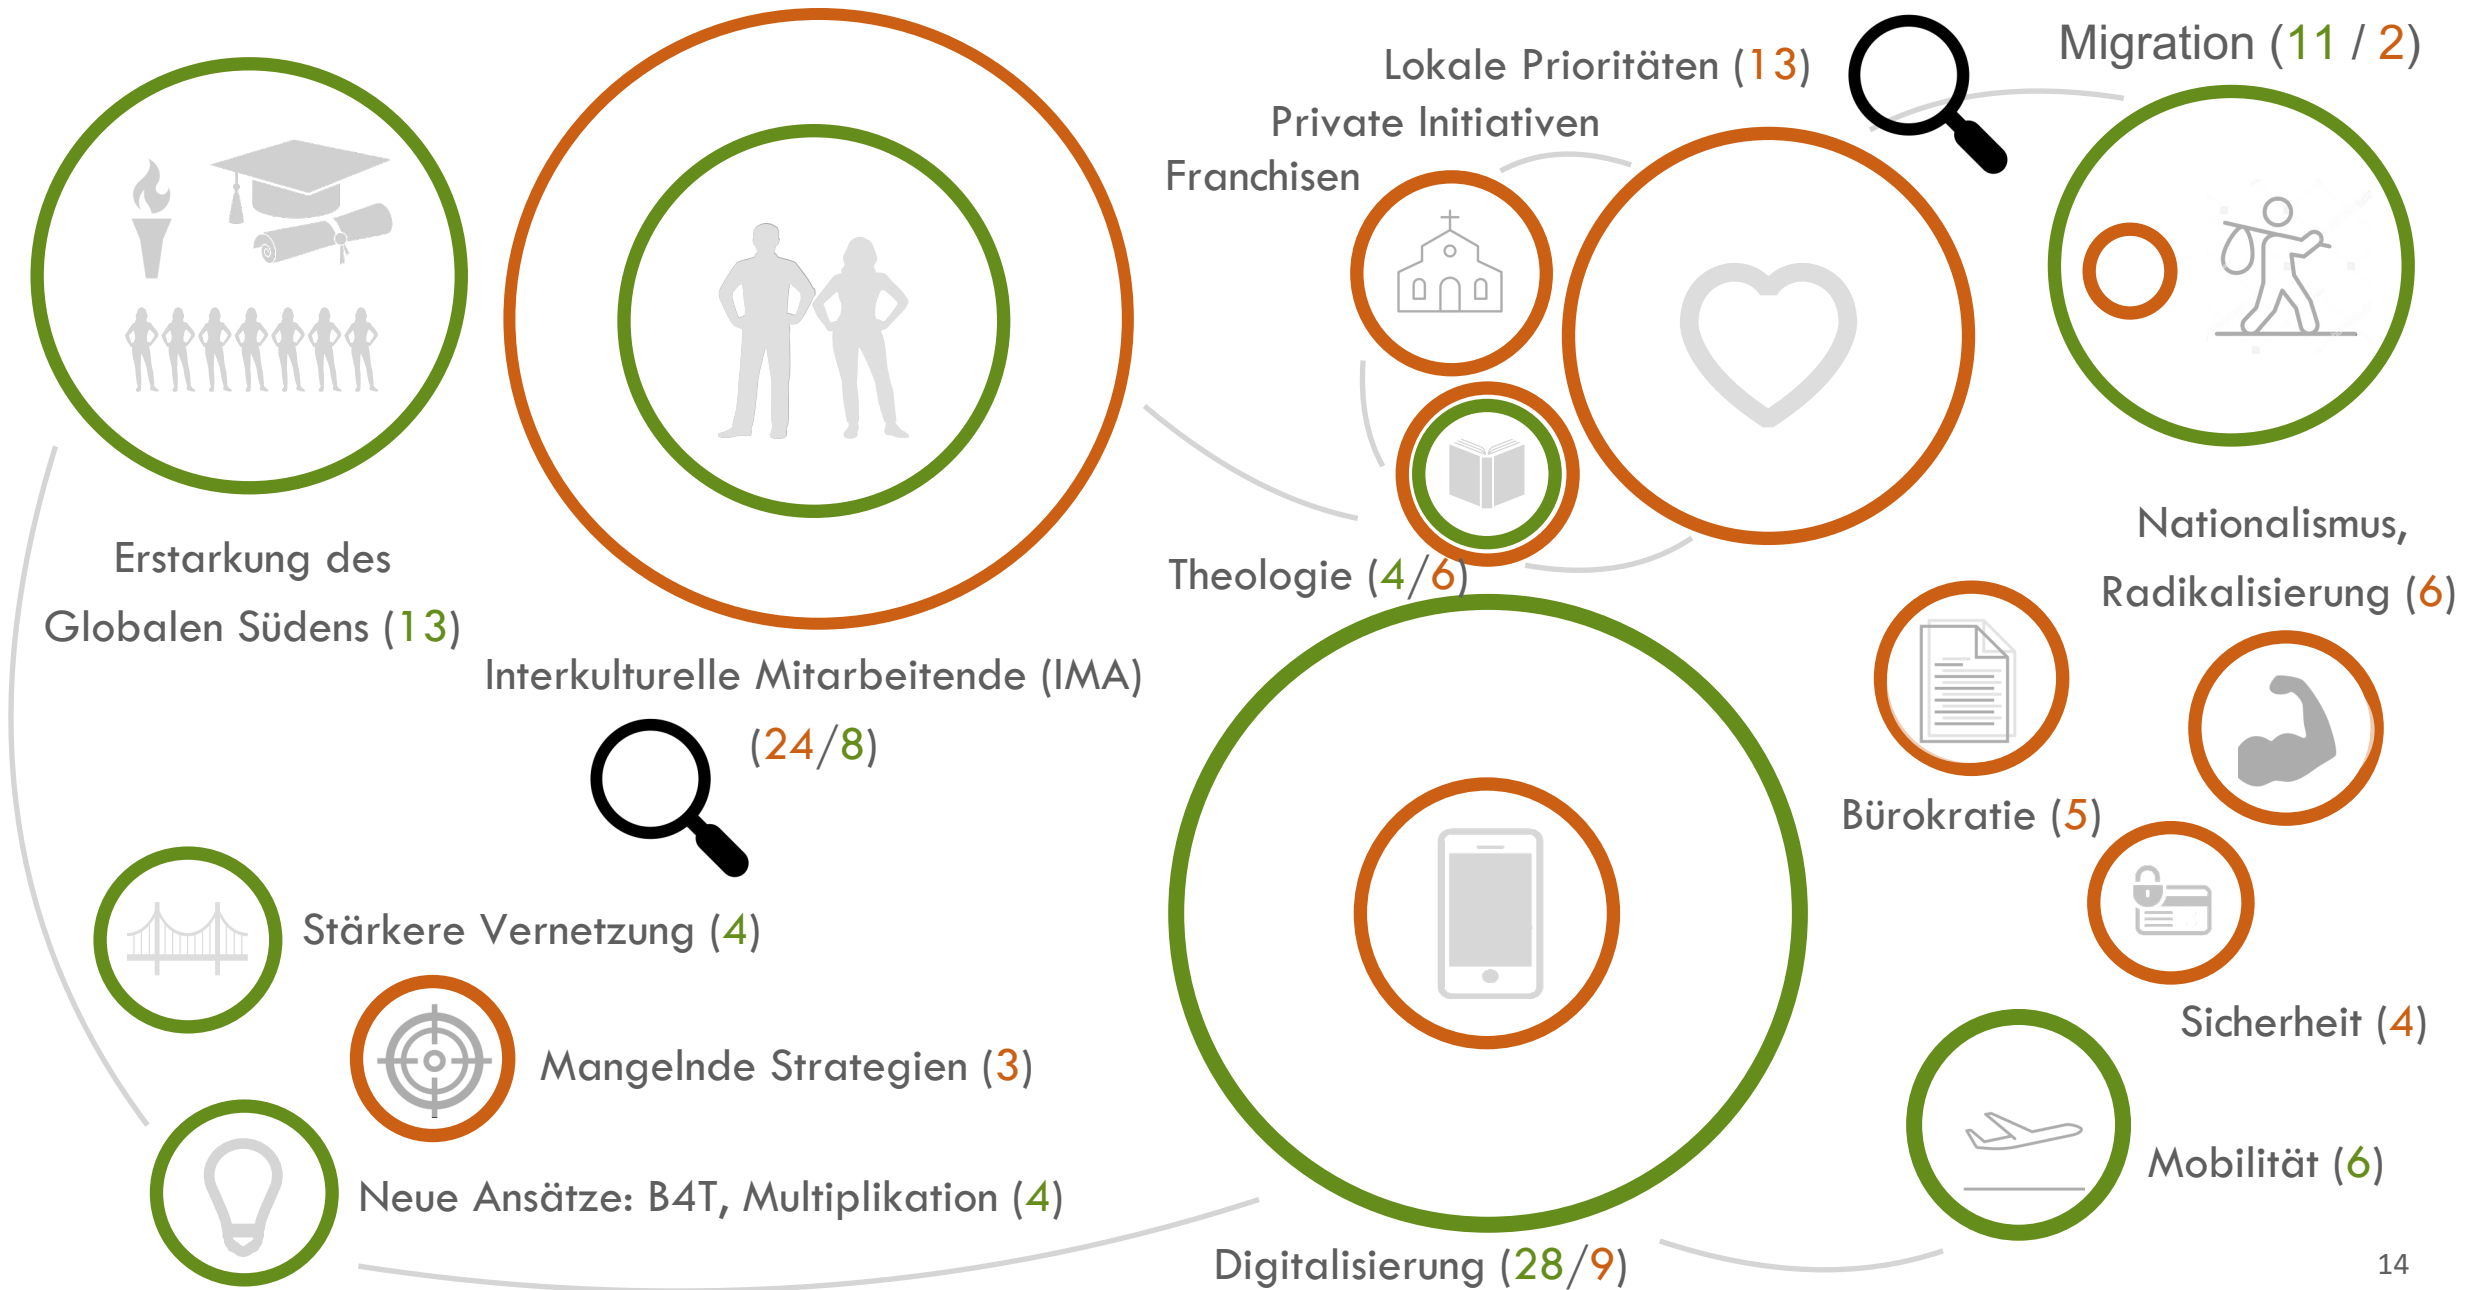 Lokale Prioritäten (13)
Private Initiativen
Franchisen
Migration (11 / 2)
Erstarkung des
Globalen Südens (13)
Interkulturelle Mitarbeitende (IMA)
(24/8)
Theologie (4/6)
Nationalismus,
Radikalisierung (6)
Bürokratie (5)
Sicherheit (4)
Stärkere Vernetzung (4)
Mangelnde Strategien (3)
Neue Ansätze: B4T, Multiplikation (4)
Mobilität (6)
Digitalisierung (28/9)
14